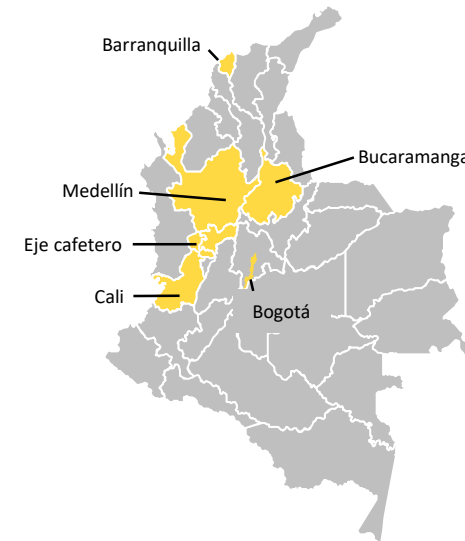 Barranquilla
Bucaramanga
Medellín
Eje cafetero
Cali
Bogotá